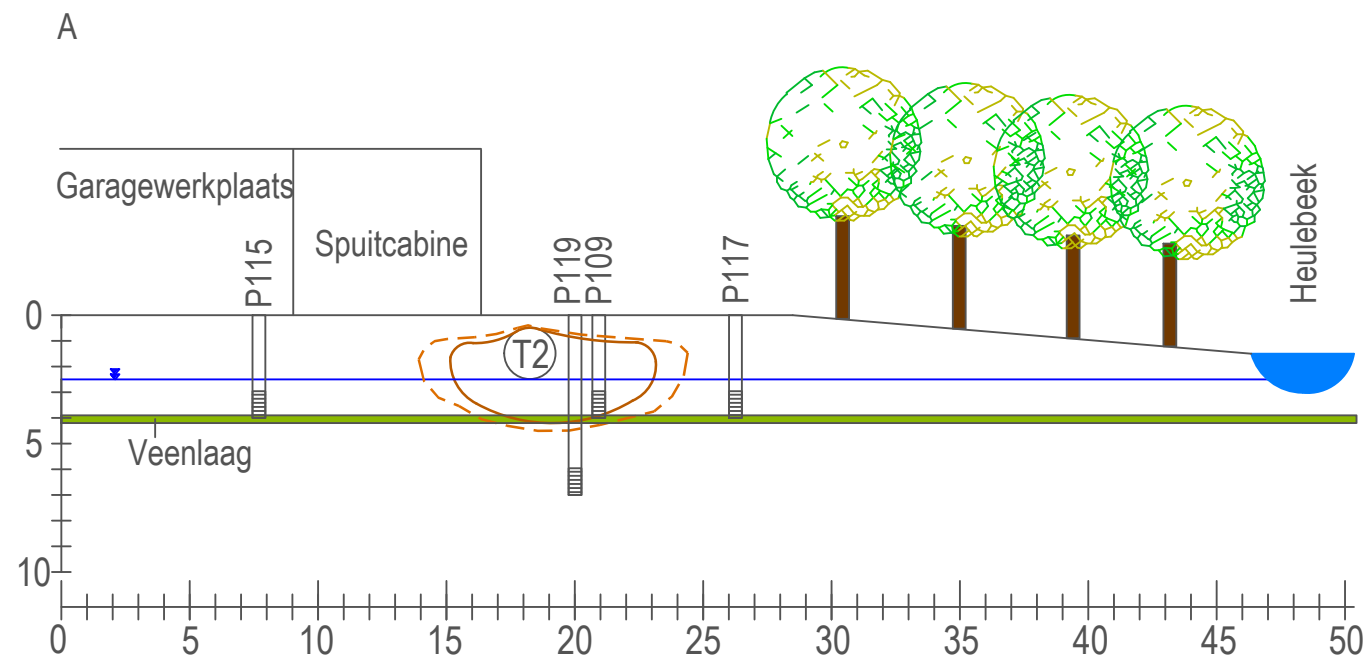 A
Garagewerkplaats
Spuitcabine
P115
P119
P109
P117
Heulebeek
0
T2
5
Veenlaag
10
0 5 10 15 20 25 30 35 40 45 50